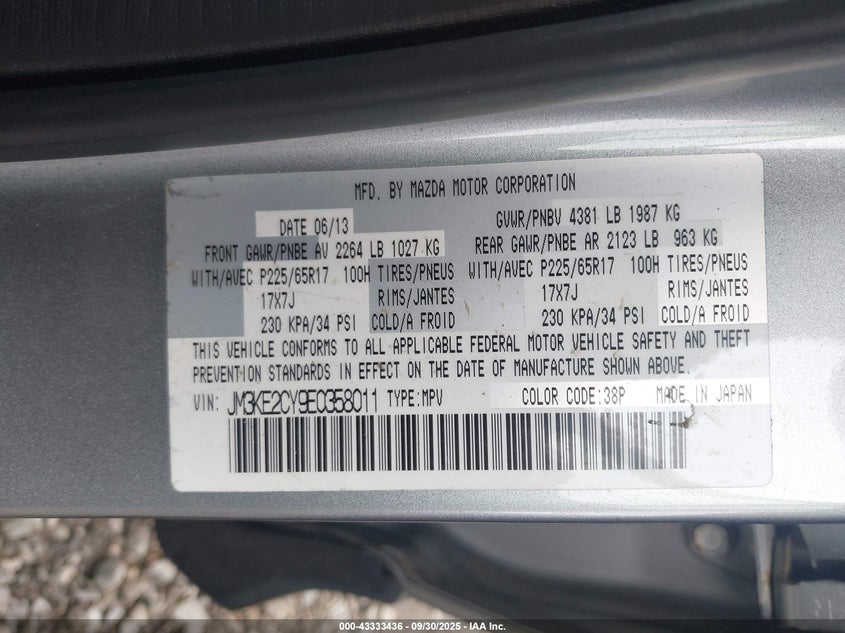 MFD. BY MAZDA MOTOR CORPORATION
DATE 06/13 GVWR/PNBV 4381 LB 1987 KG
FRONT GAWR/PNBE AV 2264 LB 1027 KG REAR GAWR/PNBE AR 2123 LB 963 KG
WITH/AVEC P225/65R17 100H TIRES/PNEUS WITH/AVEC P225/65R17 100H TIRES/PNEUS
17X7J RIMS/JANTES 17X7J RIMS/JANTES
230 KPA/34 PSI COLD/A FROID 230 KPA/34 PSI COLD/A FROID
THIS VEHICLE CONFORMS TO ALL APPLICABLE FEDERAL MOTOR VEHICLE SAFETY AND THEFT
PREVENTION STANDARDS IN EFFECT ON THE DATE OF MANUFACTURE SHOWN ABOVE.
VIN: JM3KE2CY9E0358011 TYPE:MPV COLOR CODE:38P MADE IN JAPAN
000-43333436 - 09/30/2025 - IAA Inc.